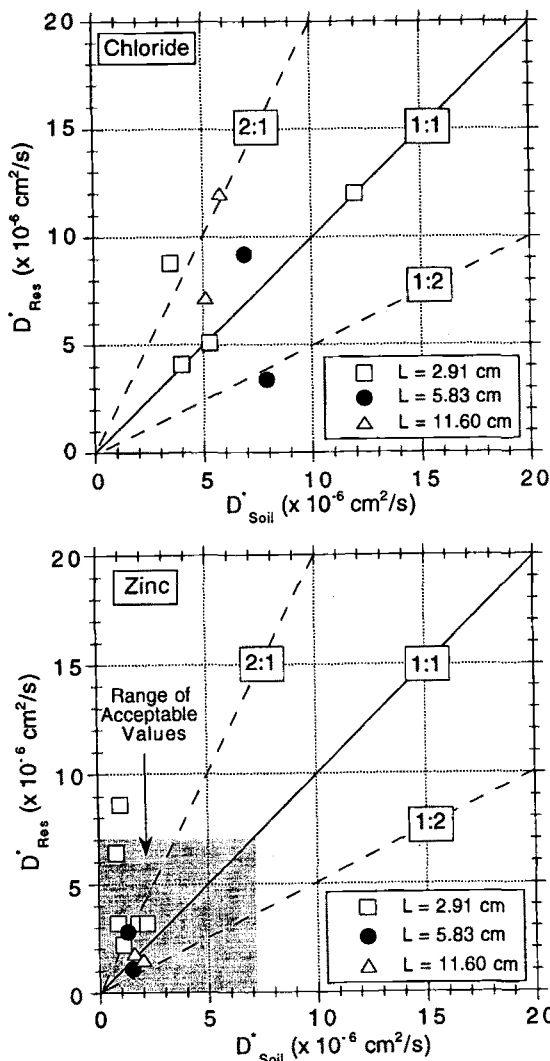 20
Chloride
2:1
1:1
15
10
1:2
5
0
D*Res (x 10-6 cm2/s)
□ L = 2.91 cm
● L = 5.83 cm
△ L = 11.60 cm
0 5 10 15 20
D*Soil (x 10-6 cm2/s)
20
Zinc
2:1
1:1
15
Range of
Acceptable
Values
10
1:2
5
0
D*Res (x 10-6 cm2/s)
□ L = 2.91 cm
● L = 5.83 cm
△ L = 11.60 cm
0 5 10 15 20
D*Soil (x 10-6 cm2/s)